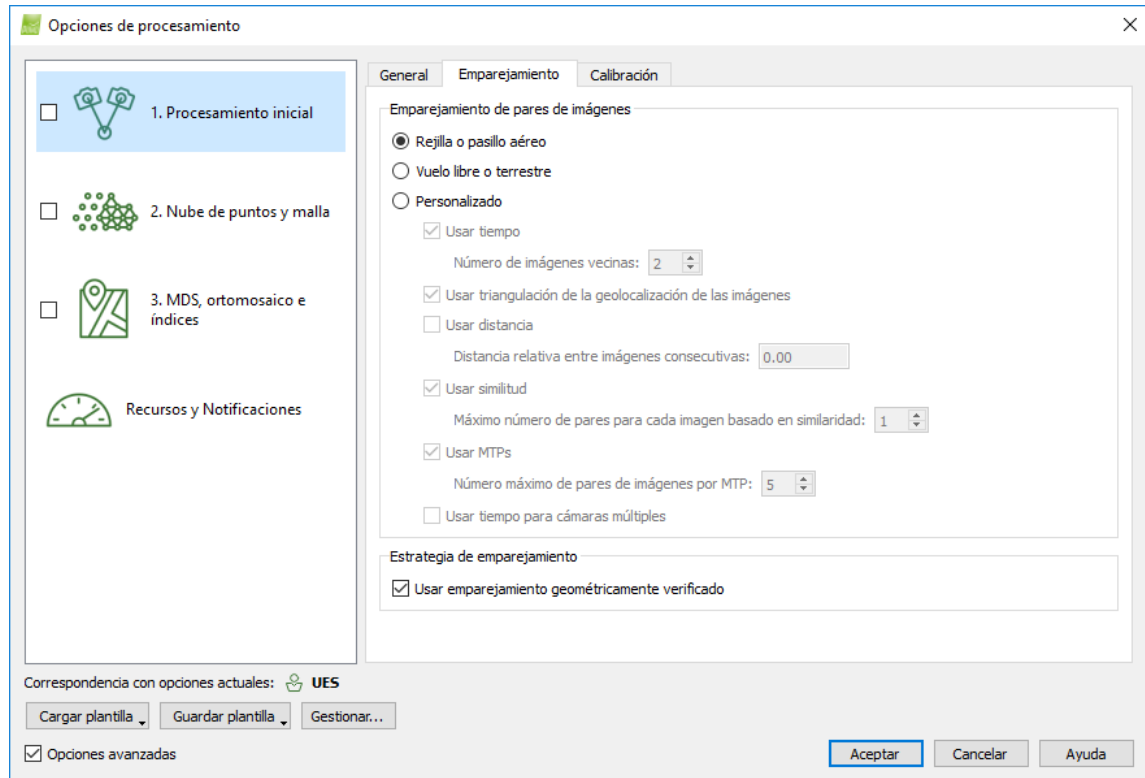 Opciones de procesamiento
1. Procesamiento inicial
2. Nube de puntos y malla
3. MDS, ortomosaico e
índices
Recursos y Notificaciones
General Emparejamiento Calibración
Emparejamiento de pares de imágenes
Rejilla o pasillo aéreo
Vuelo libre o terrestre
Personalizado
Usar tiempo
Número de imágenes vecinas: 2
Usar triangulación de la geolocalización de las imágenes
Usar distancia
Distancia relativa entre imágenes consecutivas: 0.00
Usar similitud
Máximo número de pares para cada imagen basado en similaridad: 1
Usar MTPs
Número máximo de pares de imágenes por MTP: 5
Usar tiempo para cámaras múltiples
Estrategia de emparejamiento
Usar emparejamiento geométricamente verificado
Correspondencia con opciones actuales: UES
Cargar plantilla Guardar plantilla Gestionar...
Opciones avanzadas
Aceptar Cancelar Ayuda